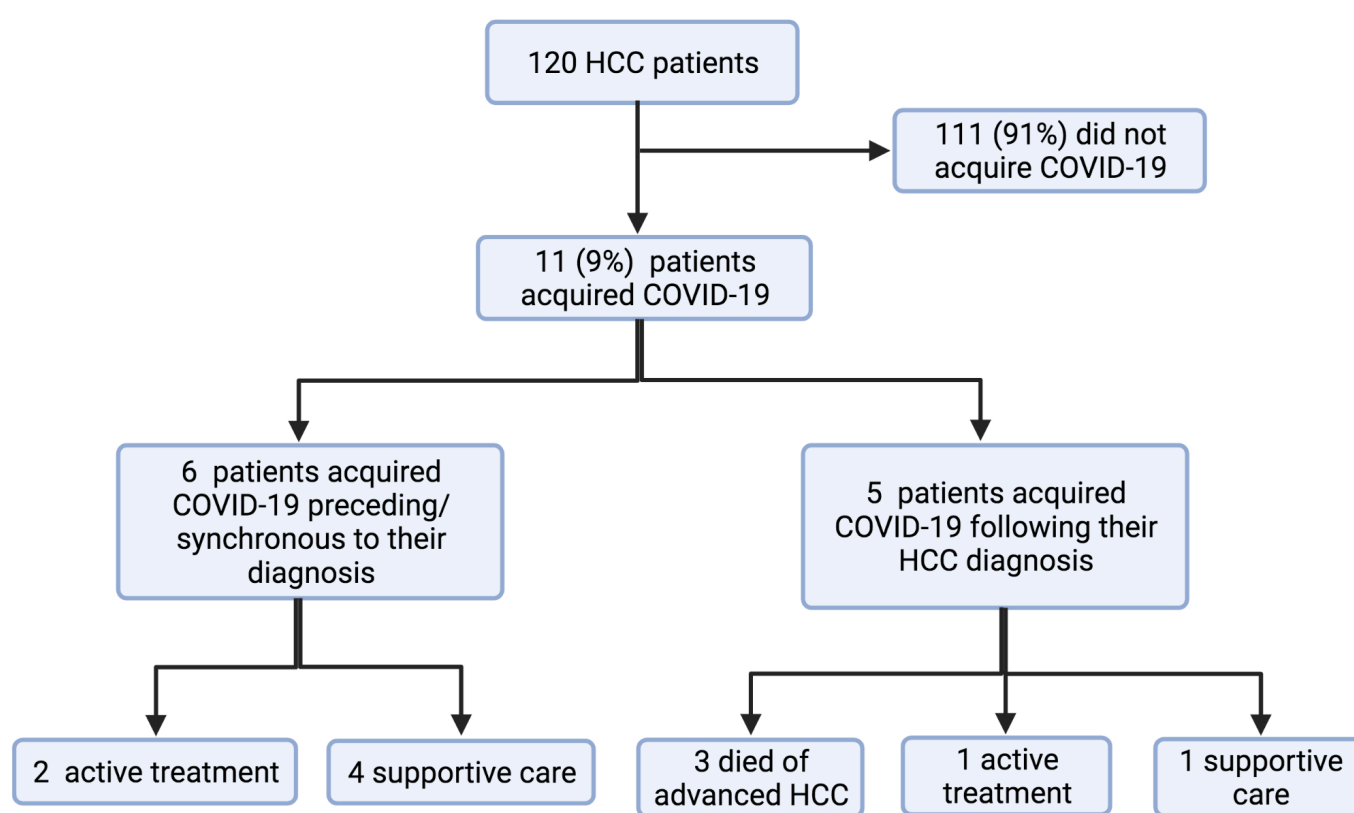 120 HCC patients
111 (91%) did not
acquire COVID-19
11 (9%) patients
acquired COVID-19
6 patients acquired
COVID-19 preceding/
synchronous to their
diagnosis
5 patients acquired
COVID-19 following their
HCC diagnosis
2 active treatment
4 supportive care
3 died of
advanced HCC
1 active
treatment
1 supportive
care